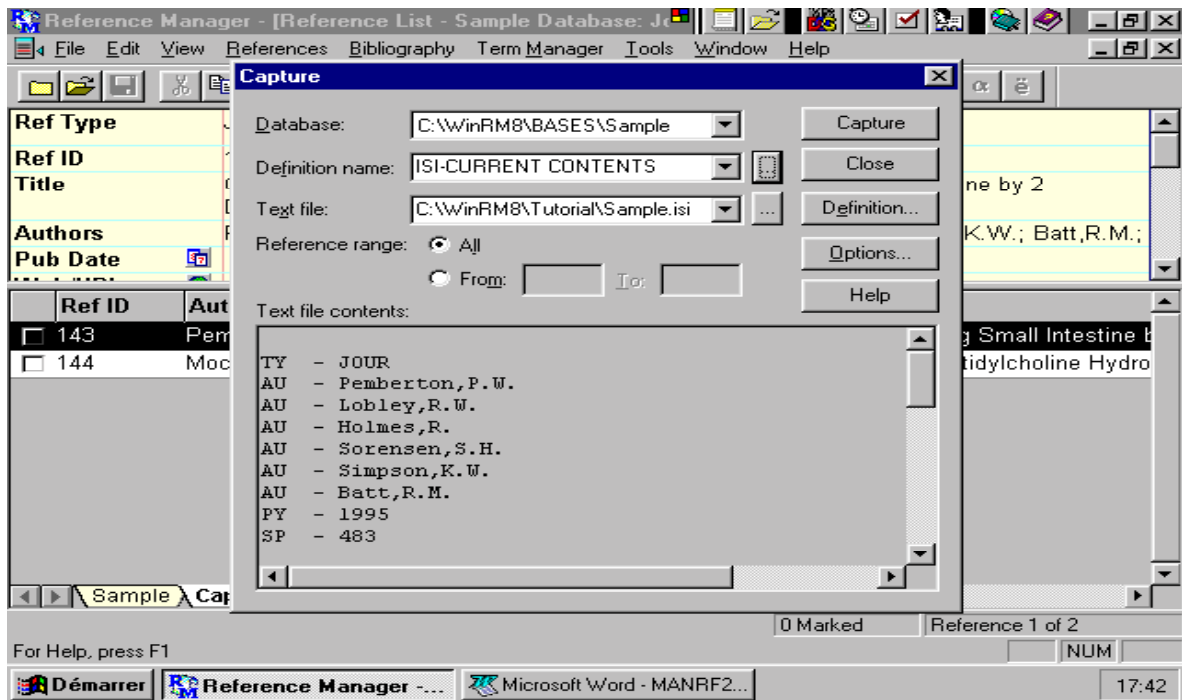 Reference Manager - [Reference List - Sample Database: Jo
File Edit View References Bibliography Term Manager Tools Window Help
Capture
Ref Type
Ref ID
Title
ne by 2
Authors
K.W.; Batt,R.M.;
Pub Date
Database: C:\WinRM8\BASES\Sample Capture
Definition name: ISI-CURRENT CONTENTS Close
Text file: C:\WinRM8\Tutorial\Sample.isi ... Definition...
Reference range: All Options...
From: To: Help
Text file contents:
Ref ID Aut
143 Pem g Small Intestine b
144 Moc tidylcholine Hydro
TY - JOUR
AU - Pemberton,P.W.
AU - Lobley,R.W.
AU - Holmes,R.
AU - Sorensen,S.H.
AU - Simpson,K.W.
AU - Batt,R.M.
PY - 1995
SP - 483
Sample Cap
0 Marked Reference 1 of 2
For Help, press F1 NUM
Démarrer Reference Manager -... Microsoft Word - MANRF2... 17:42